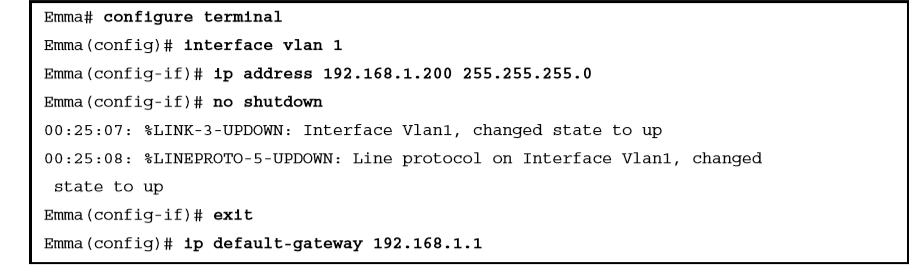 Emma# configure terminal
Emma(config)# interface vlan 1
Emma(config-if)# ip address 192.168.1.200 255.255.255.0
Emma(config-if)# no shutdown
00:25:07: %LINK-3-UPDOWN: Interface Vlan1, changed state to up
00:25:08: %LINEPROTO-5-UPDOWN: Line protocol on Interface Vlan1, changed
state to up
Emma(config-if)# exit
Emma(config)# ip default-gateway 192.168.1.1